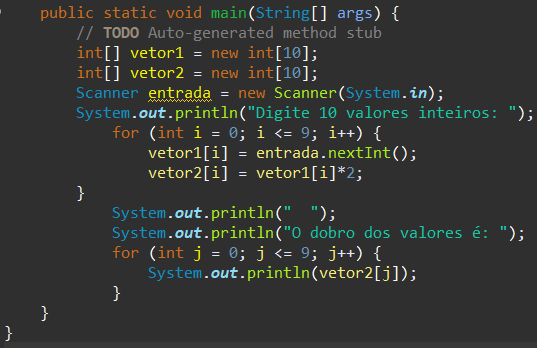 public static void main(String[] args) {
// TODO Auto-generated method stub
int[] vetor1 = new int[10];
int[] vetor2 = new int[10];
Scanner entrada = new Scanner(System.in);
System.out.println("Digite 10 valores inteiros: ");
for (int i = 0; i <= 9; i++) {
vetor1[i] = entrada.nextInt();
vetor2[i] = vetor1[i]*2;
}
System.out.println("  ");
System.out.println("O dobro dos valores é: ");
for (int j = 0; j <= 9; j++) {
System.out.println(vetor2[j]);
}
}
}